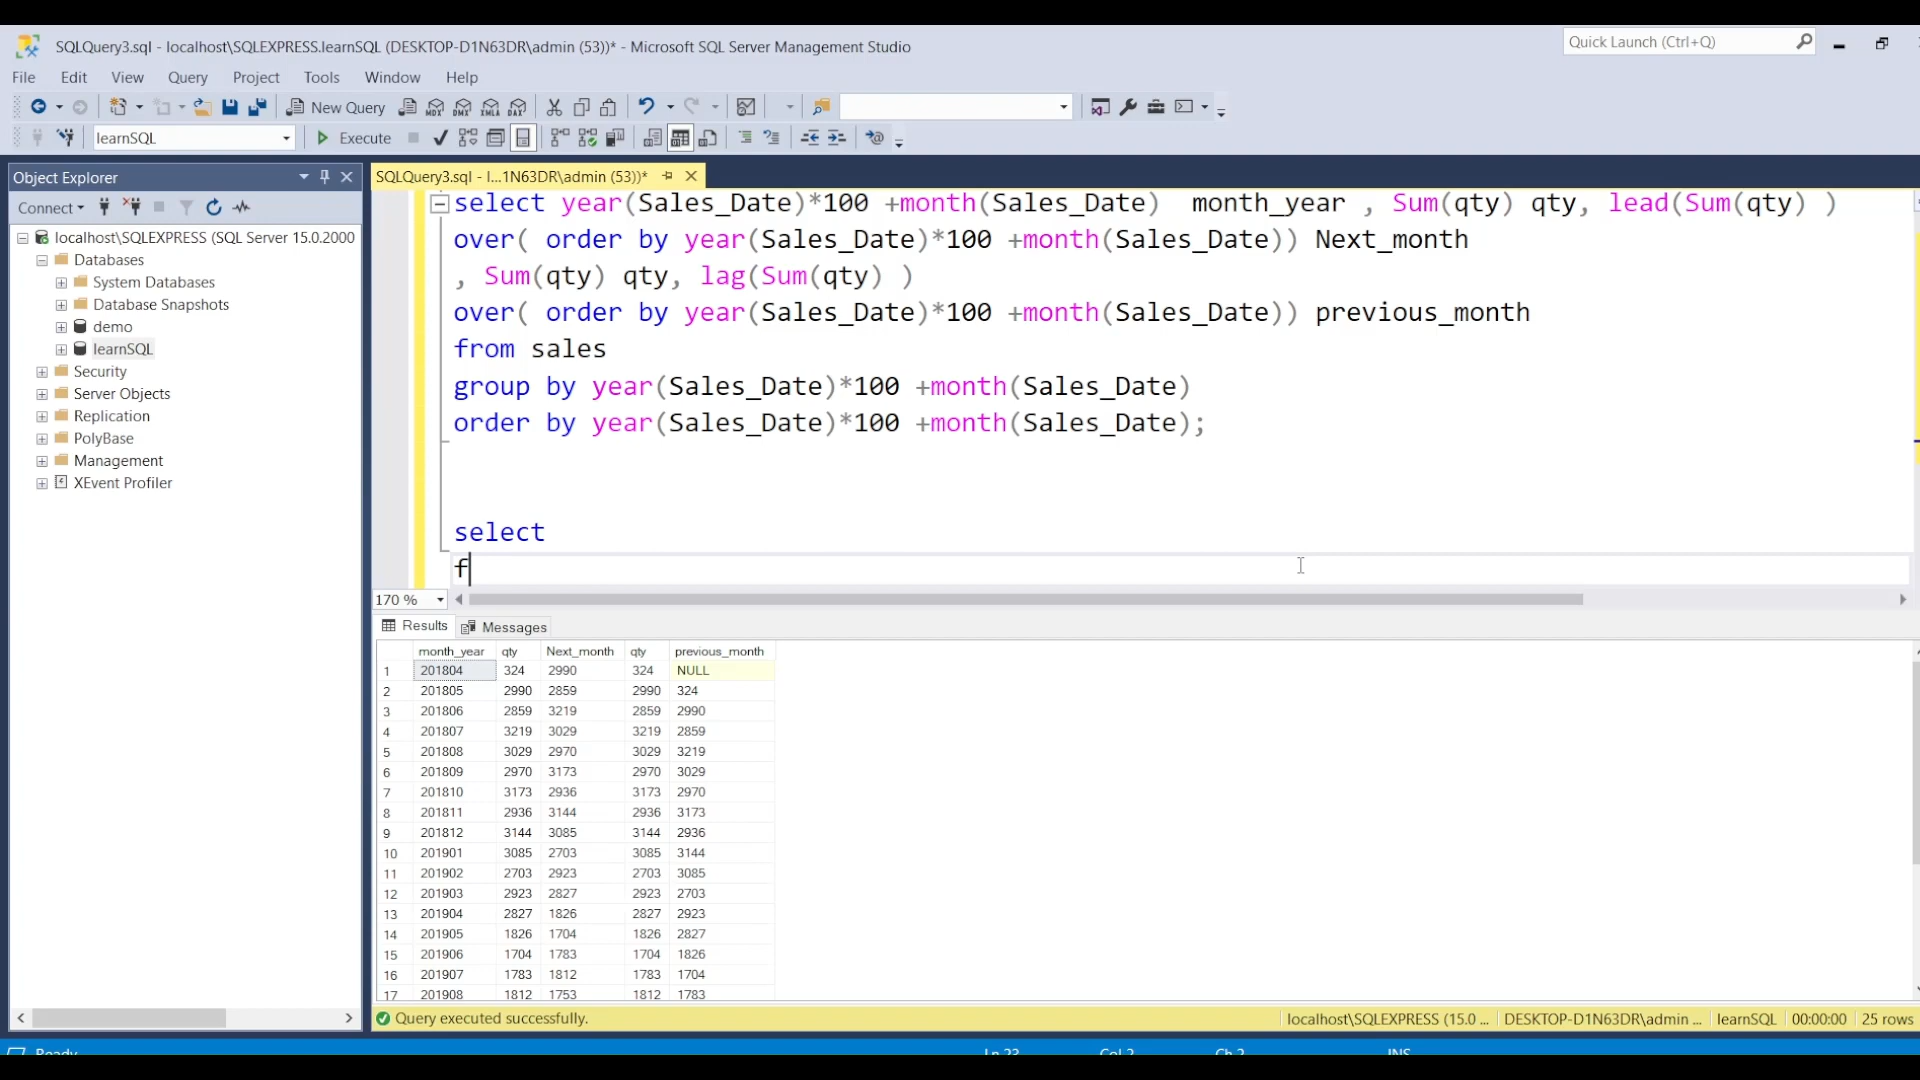 SQLQuery3.sql - localhost\SQLEXPRESS.learnSQL (DESKTOP-D1N63DR\admin (53))* - Microsoft SQL Server Management Studio
Quick Launch (Ctrl+Q)
File Edit View Query Project Tools Window Help
New Query MDX DMX XMLA DAX
learnSQL Execute
Object Explorer
SQLQuery3.sql - l...1N63DR\admin (53))*
Connect
localhost\SQLEXPRESS (SQL Server 15.0.2000
Databases
System Databases
Database Snapshots
demo
learnSQL
Security
Server Objects
Replication
PolyBase
Management
XEvent Profiler
select year(Sales_Date)*100 +month(Sales_Date)  month_year , Sum(qty) qty, lead(Sum(qty) )
over( order by year(Sales_Date)*100 +month(Sales_Date)) Next_month
, Sum(qty) qty, lag(Sum(qty) )
over( order by year(Sales_Date)*100 +month(Sales_Date)) previous_month
from sales
group by year(Sales_Date)*100 +month(Sales_Date)
order by year(Sales_Date)*100 +month(Sales_Date);
select
f
170 %
Results Messages
month_year qty Next_month qty previous_month
1 201804 324 2990 324 NULL
2 201805 2990 2859 2990 324
3 201806 2859 3219 2859 2990
4 201807 3219 3029 3219 2859
5 201808 3029 2970 3029 3219
6 201809 2970 3173 2970 3029
7 201810 3173 2936 3173 2970
8 201811 2936 3144 2936 3173
9 201812 3144 3085 3144 2936
10 201901 3085 2703 3085 3144
11 201902 2703 2923 2703 3085
12 201903 2923 2827 2923 2703
13 201904 2827 1826 2827 2923
14 201905 1826 1704 1826 2827
15 201906 1704 1783 1704 1826
16 201907 1783 1812 1783 1704
17 201908 1812 1753 1812 1783
Query executed successfully.
localhost\SQLEXPRESS (15.0 ... DESKTOP-D1N63DR\admin ... learnSQL 00:00:00 25 rows
Ready Ln 23 Col 2 Ch 2 INS